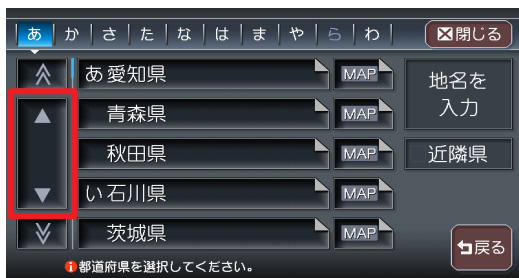 あ か さ た な は ま や ら わ 閉じる
あ 愛知県 MAP
青森県 MAP
秋田県 MAP
い 石川県 MAP
茨城県 MAP
地名を
入力
近隣県
戻る
都道府県を選択してください。